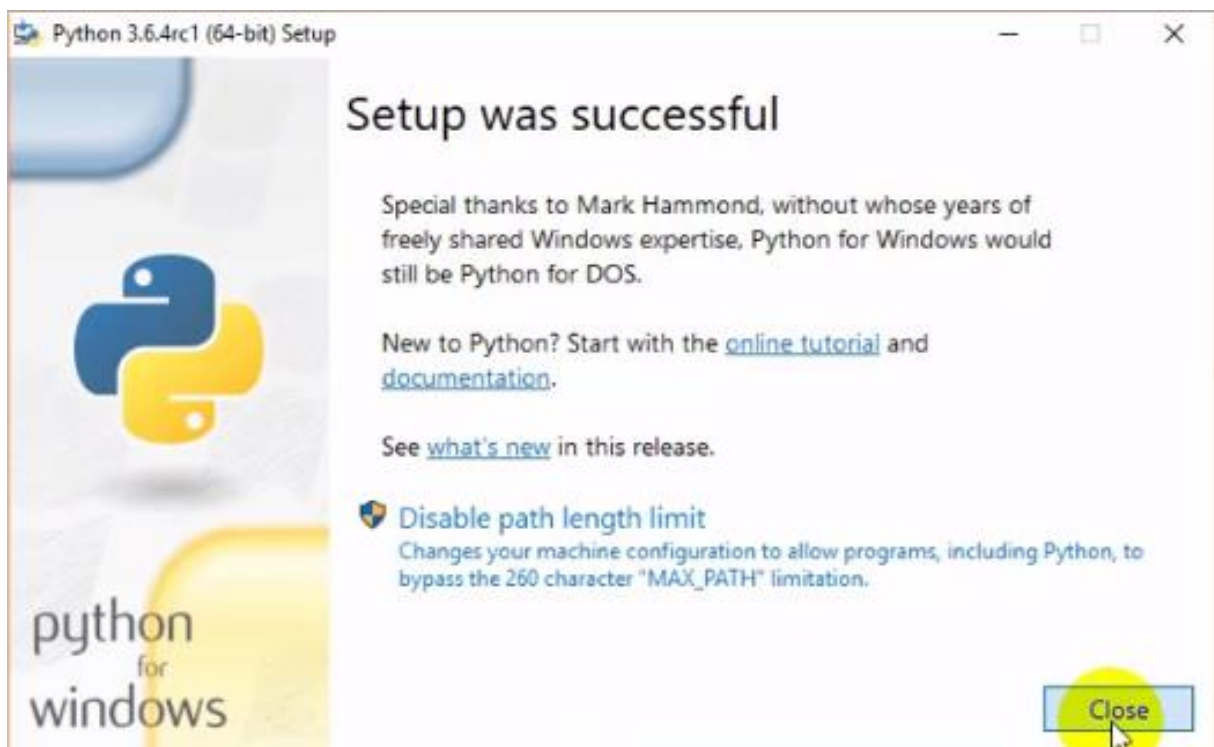 Python 3.6.4rc1 (64-bit) Setup
Setup was successful
Special thanks to Mark Hammond, without whose years of
freely shared Windows expertise, Python for Windows would
still be Python for DOS.
New to Python? Start with the online tutorial and
documentation.
See what's new in this release.
Disable path length limit
Changes your machine configuration to allow programs, including Python, to
bypass the 260 character "MAX_PATH" limitation.
python
for
windows
Close